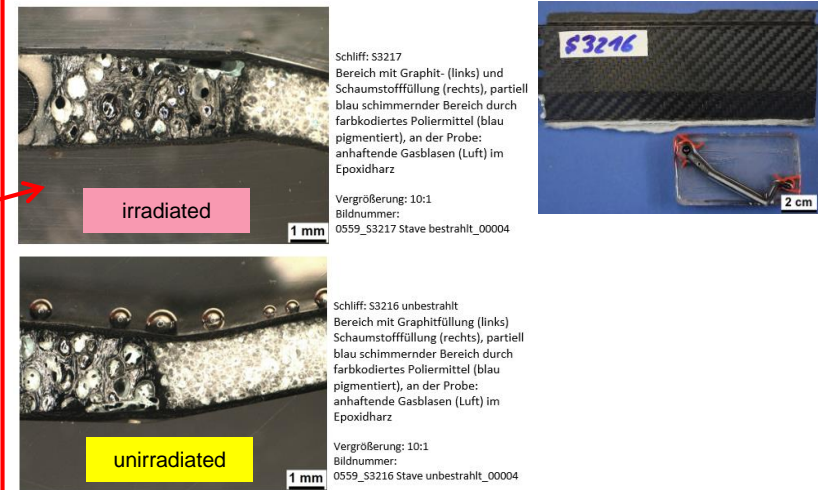 Schliff: S3217
Bereich mit Graphit- (links) und
Schaumstofffüllung (rechts), partiell
blau schimmernder Bereich durch
farbkodiertes Poliermittel (blau
pigmentiert), an der Probe:
anhaftende Gasblasen (Luft) im
Epoxidharz
Vergrößerung: 10:1
Bildnummer:
0559_S3217 Stave bestrahlt_00004
irradiated
1 mm
S3216
2 cm
Schliff: S3216 unbestrahlt
Bereich mit Graphitfüllung (links)
Schaumstofffüllung (rechts), partiell
blau schimmernder Bereich durch
farbkodiertes Poliermittel (blau
pigmentiert), an der Probe:
anhaftende Gasblasen (Luft) im
Epoxidharz
Vergrößerung: 10:1
Bildnummer:
0559_S3216 Stave unbestrahlt_00004
unirradiated
1 mm